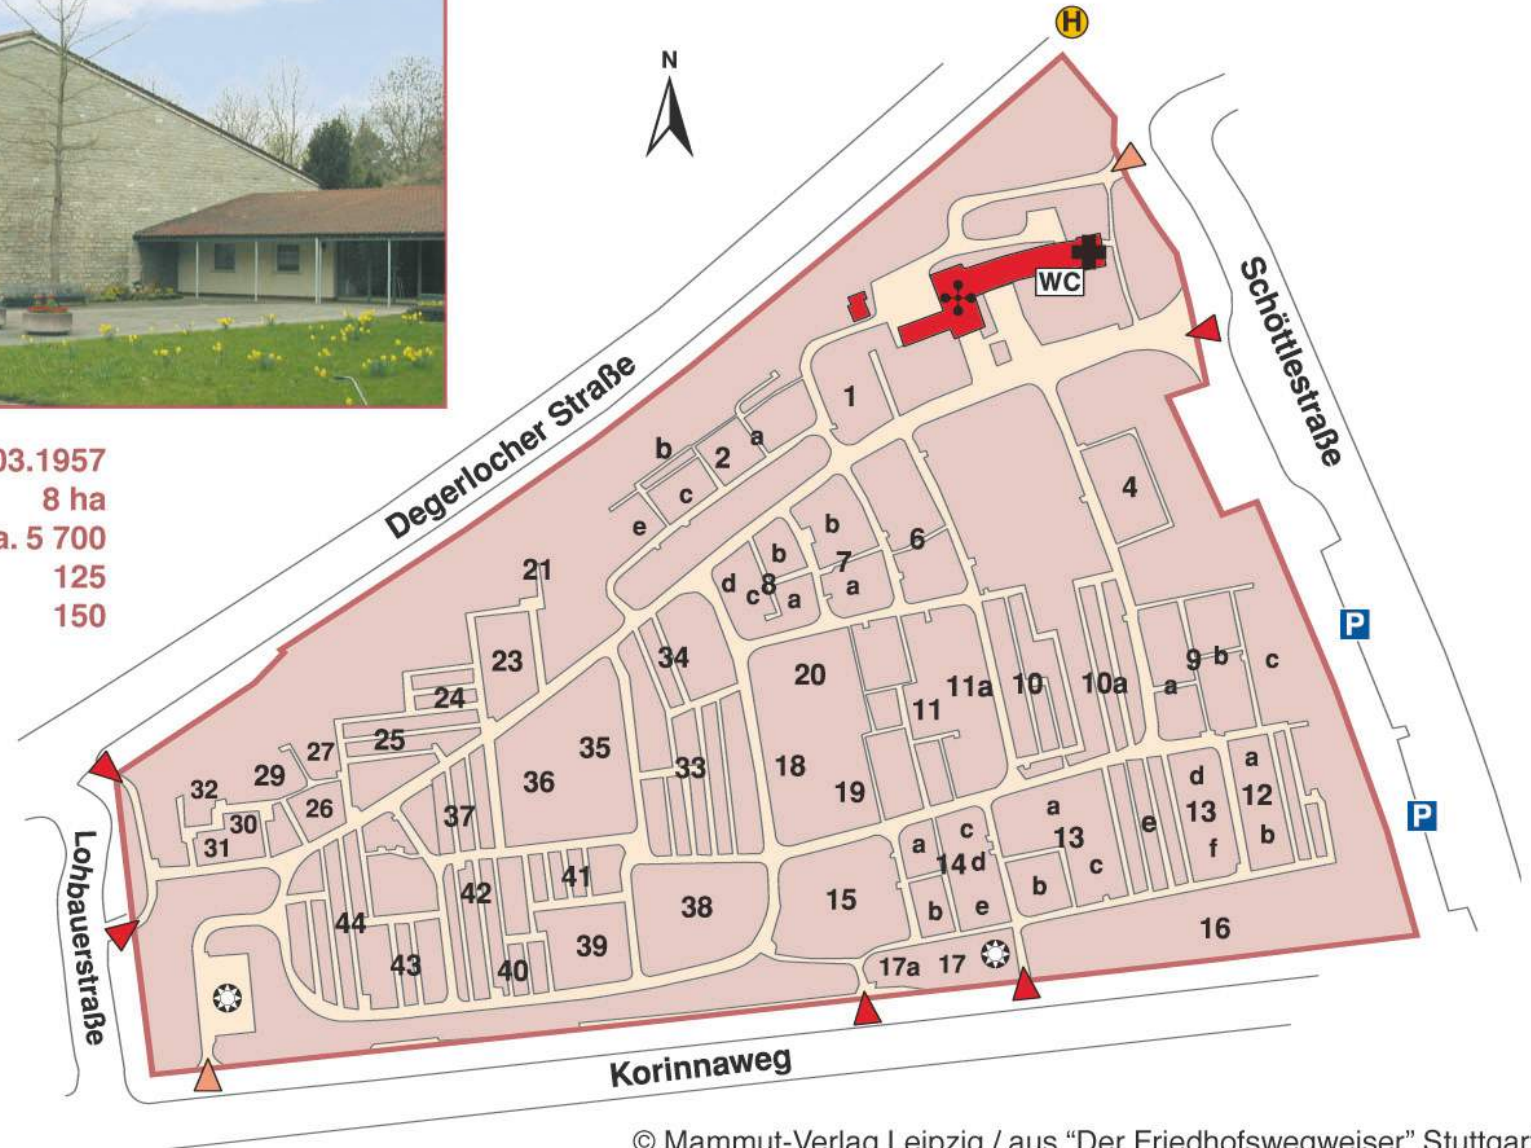 H
N
WC
Schöttlestraße
Degerlocher Straße
03.1957
8 ha
a. 5 700
125
150
1
b
2
a
c
e
4
b
6
b
7
d
8
c
a
a
21
P
23
34
20
9
b
c
24
11a
10
10a
a
11
25
35
27
33
18
29
36
19
32
26
37
30
31
a
d
12
13
P
a
13
e
f
b
c
a
14
d
c
b
b
e
41
42
38
15
44
39
43
40
17a
17
16
Lohbauerstraße
Korinnaweg
© Mammut-Verlag Leipzig / aus “Der Friedhofswegweiser” Stuttgar